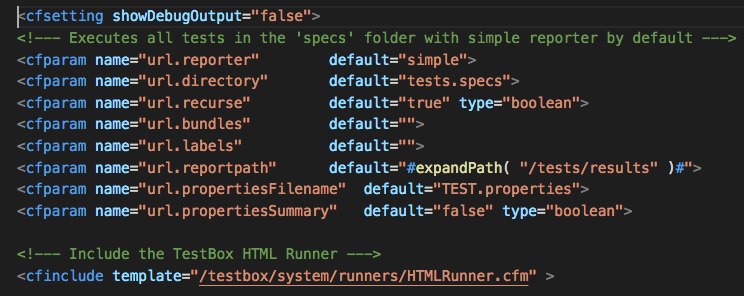 <cfsetting showDebugOutput="false">
<!--- Executes all tests in the 'specs' folder with simple reporter by default --->
<cfparam name="url.reporter" default="simple">
<cfparam name="url.directory" default="tests.specs">
<cfparam name="url.recurse" default="true" type="boolean">
<cfparam name="url.bundles" default="">
<cfparam name="url.labels" default="">
<cfparam name="url.reportpath" default="#expandPath( "/tests/results" )#">
<cfparam name="url.propertiesFilename" default="TEST.properties">
<cfparam name="url.propertiesSummary" default="false" type="boolean">
<!--- Include the TestBox HTML Runner --->
<cfinclude template="/testbox/system/runners/HTMLRunner.cfm" >